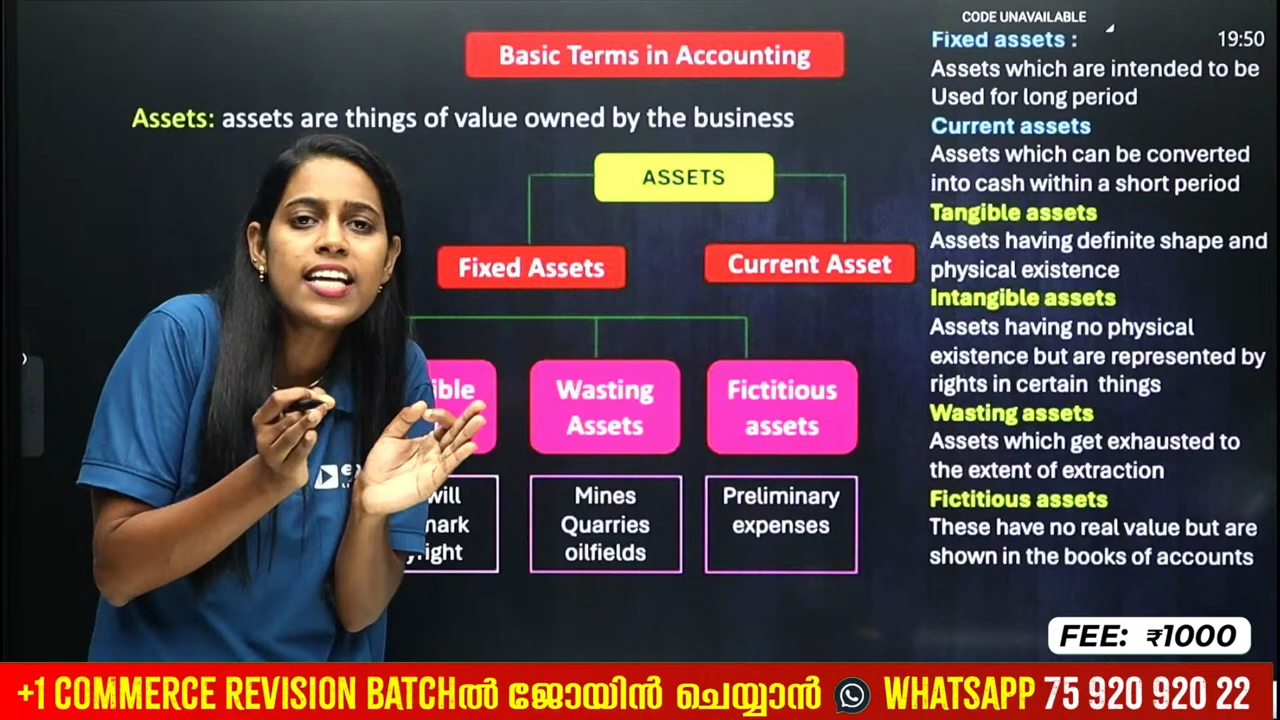 CODE UNAVAILABLE
19:50
Basic Terms in Accounting
Assets: assets are things of value owned by the business
ASSETS
Fixed Assets
Current Asset
Wasting
Assets
Fictitious
assets
Mines
Quarries
oilfields
Preliminary
expenses
Fixed assets :
Assets which are intended to be
Used for long period
Current assets
Assets which can be converted
into cash within a short period
Tangible assets
Assets having definite shape and
physical existence
Intangible assets
Assets having no physical
existence but are represented by
rights in certain things
Wasting assets
Assets which get exhausted to
the extent of extraction
Fictitious assets
These have no real value but are
shown in the books of accounts
FEE: ₹1000
+1 COMMERCE REVISION BATCHൽ ജോയിൻ ചെയ്യാൻ WHATSAPP 75 920 920 22